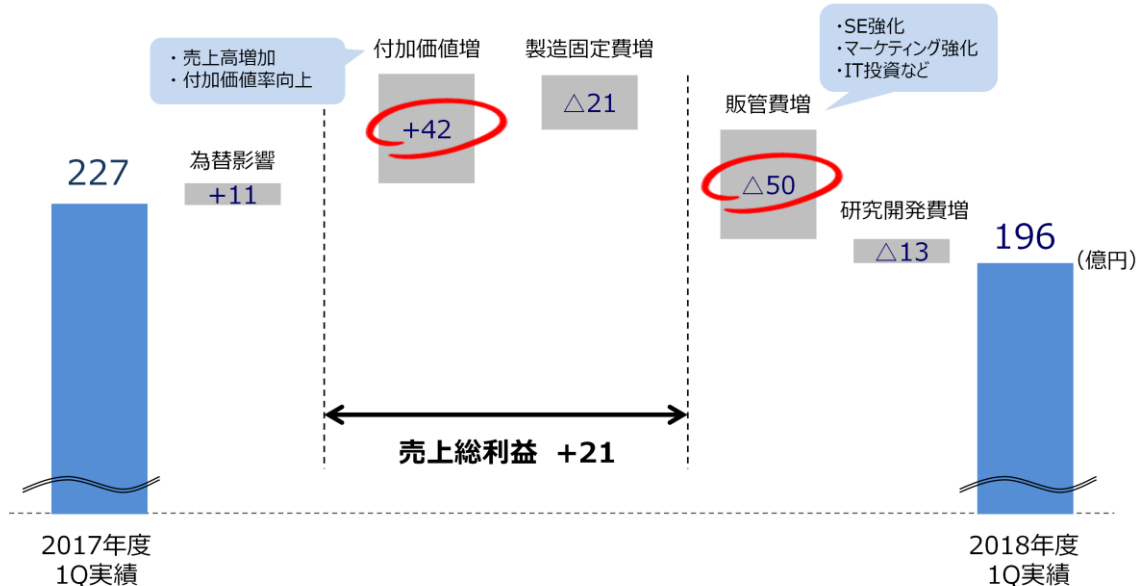 ・売上高増加
・付加価値率向上
付加価値増
製造固定費増
・SE強化
・マーケティング強化
・IT投資など
+42
△21
販管費増
為替影響
227
+11
△50
研究開発費増
△13
196
（億円）
売上総利益 +21
2017年度
1Q実績
2018年度
1Q実績